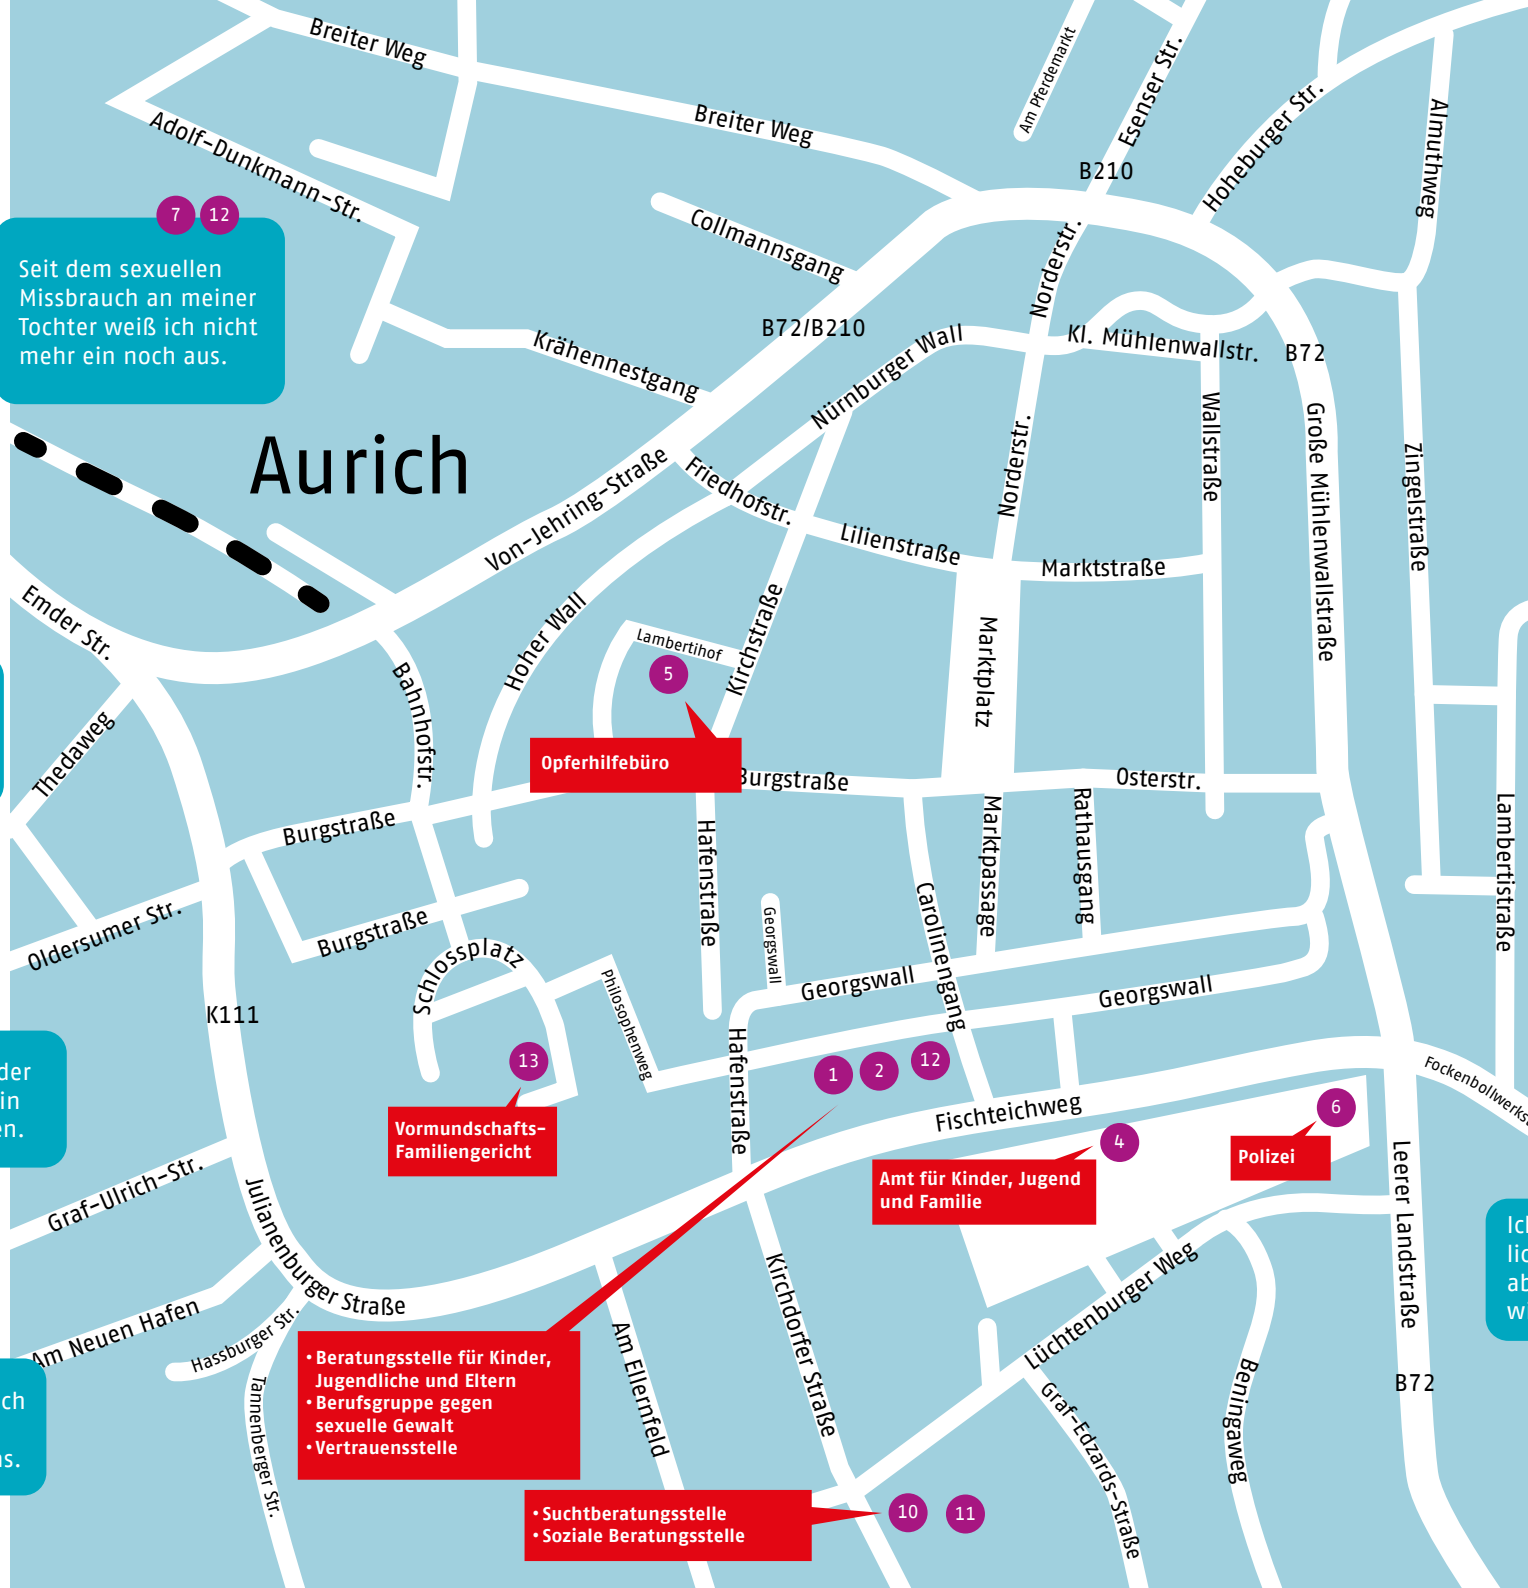 Breiter Weg
Breiter Weg
Am Pferdemarkt
Esenser Str.
B210
Hoheburger Str.
Almuthweg
Adolf-Dunkmann-Str.
7 12
Seit dem sexuellen
Missbrauch an meiner
Tochter weiß ich nicht
mehr ein noch aus.
Collmannsgang
Norderstr.
B72/B210
Krähennestgang
Nürnburger Wall
Kl. Mühlenwallstr.
B72
Aurich
Von-Jehring-Straße
Friedhofstr.
Lilienstraße
Norderstr.
Wallstraße
Große Mühlenwallstraße
Zingelstraße
Marktstraße
Emder Str.
Hoher Wall
Lambertihof
5
Kirchstraße
Marktplatz
Bahnhofstr.
Thedaweg
Opferhilfebüro
Burgstraße
Osterstr.
Burgstraße
Hafenstraße
Marktpassage
Rathausgang
Lambertistraße
Oldersumer Str.
Burgstraße
Schlossplatz
Georgswall
Carolinengang
Georgswall
Georgswall
Philosophenweg
K111
Hafenstraße
13
1 2 12
Fockenbollwerks
der
in
en.
Vormundschafts-
Familiengericht
Fischteichweg
4
6
Amt für Kinder, Jugend
und Familie
Polizei
Graf-Ulrich-Str.
Julianenburger Straße
Leerer Landstraße
Kirchdorfer Straße
Lüchtenburger Weg
Am Neuen Hafen
Hassburger Str.
Tannenberger Str.
• Beratungsstelle für Kinder,
Jugendliche und Eltern
• Berufsgruppe gegen
sexuelle Gewalt
• Vertrauensstelle
Am Ellernfeld
Graf-Edzards-Straße
Beningaweg
B72
Ich
lic
ab
w
ch
s.
• Suchtberatungsstelle
• Soziale Beratungsstelle
10 11